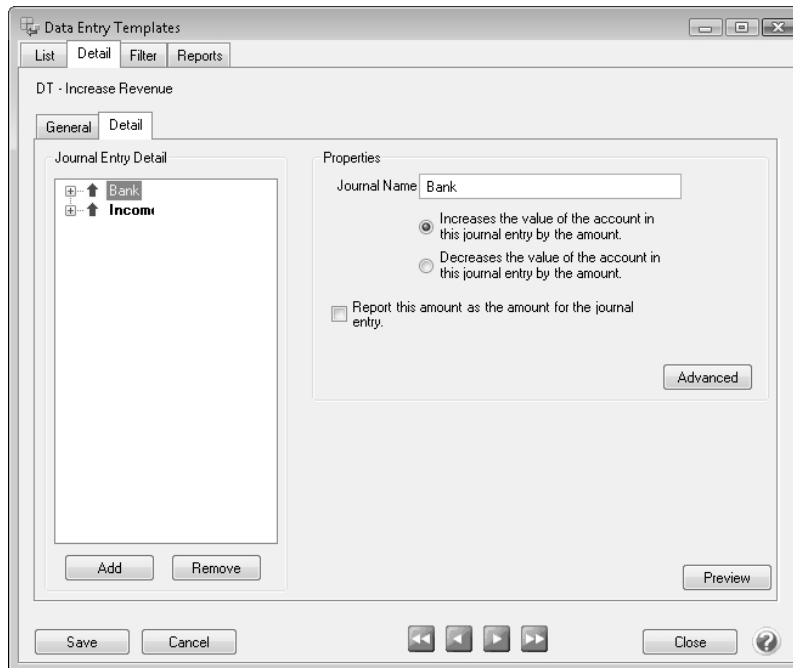 Data Entry Templates
List Detail Filter Reports
DT - Increase Revenue
General Detail
Journal Entry Detail
Bank
Income
Properties
Journal Name Bank
Increases the value of the account in
this journal entry by the amount.
Decreases the value of the account in
this journal entry by the amount.
Report this amount as the amount for the journal
entry.
Advanced
Add Remove
Preview
Save Cancel Close ?